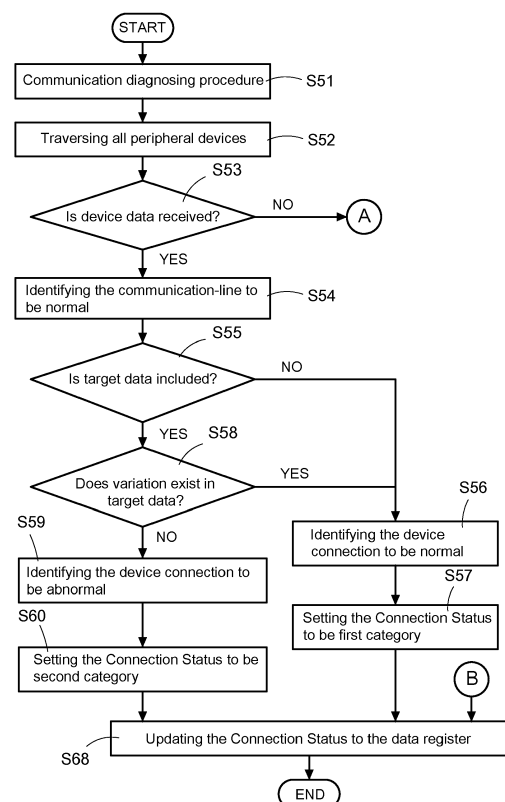 START
Communication diagnosing procedure
S51
Traversing all peripheral devices
S52
S53
Is device data received?
NO
A
YES
Identifying the communication-line to
be normal
S54
S55
Is target data included?
NO
YES
S58
Does variation exist in
target data?
YES
NO
S56
Identifying the device
connection to be normal
S59
Identifying the device connection to
be abnormal
S57
Setting the Connection Status
to be first category
S60
Setting the Connection Status to be
second category
B
Updating the Connection Status to the data register
S68
END